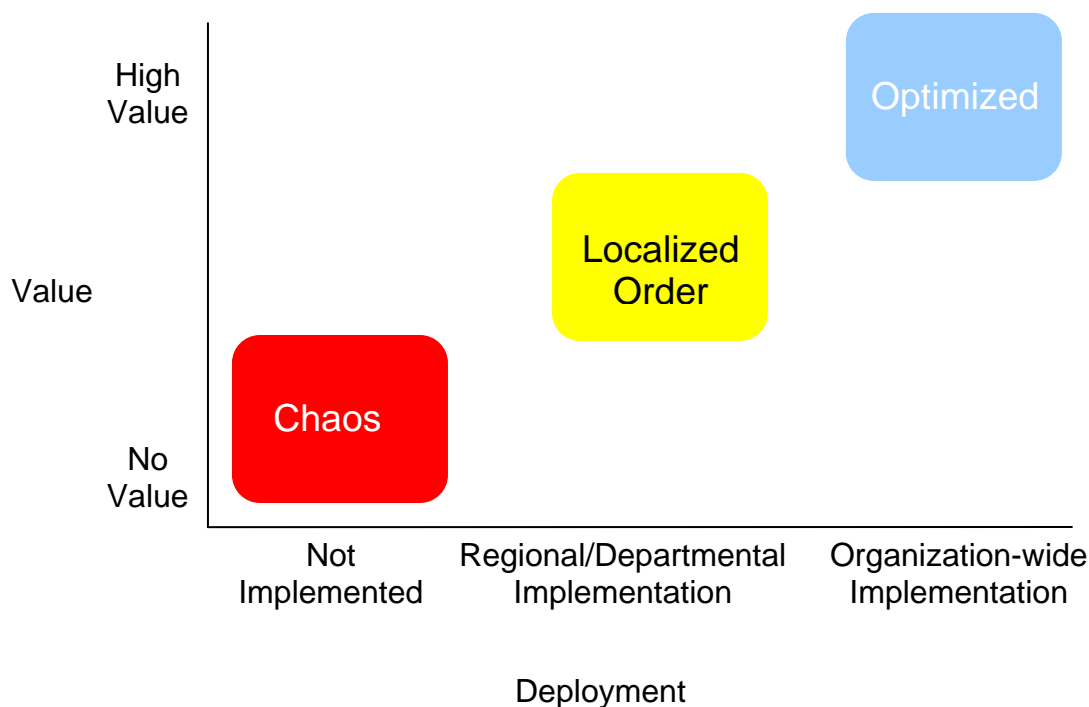 High
Value
Optimized
Localized
Order
Value
Chaos
No
Value
Not
Implemented
Regional/Departmental
Implementation
Organization-wide
Implementation
Deployment